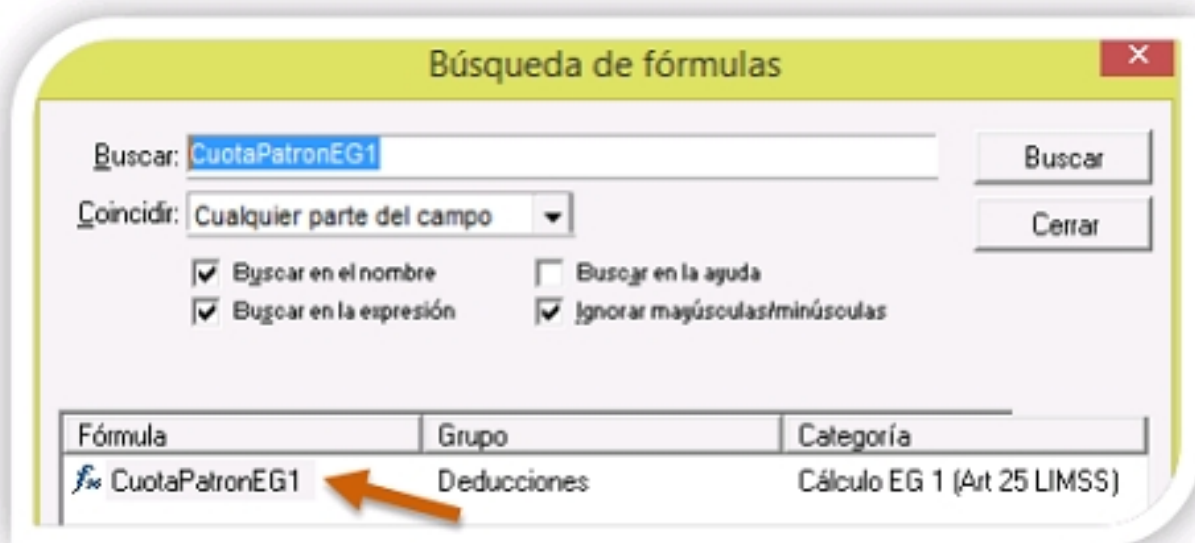 Búsqueda de fórmulas
Buscar: CuotaPatronEG1
Buscar
Coincidir: Cualquier parte del campo
Cerrar
Buscar en el nombre
Buscar en la ayuda
Buscar en la expresión
Ignorar mayúsculas/minúsculas
Fórmula Grupo Categoría
CuotaPatronEG1 Deducciones Cálculo EG 1 (Art 25 LIMSS)